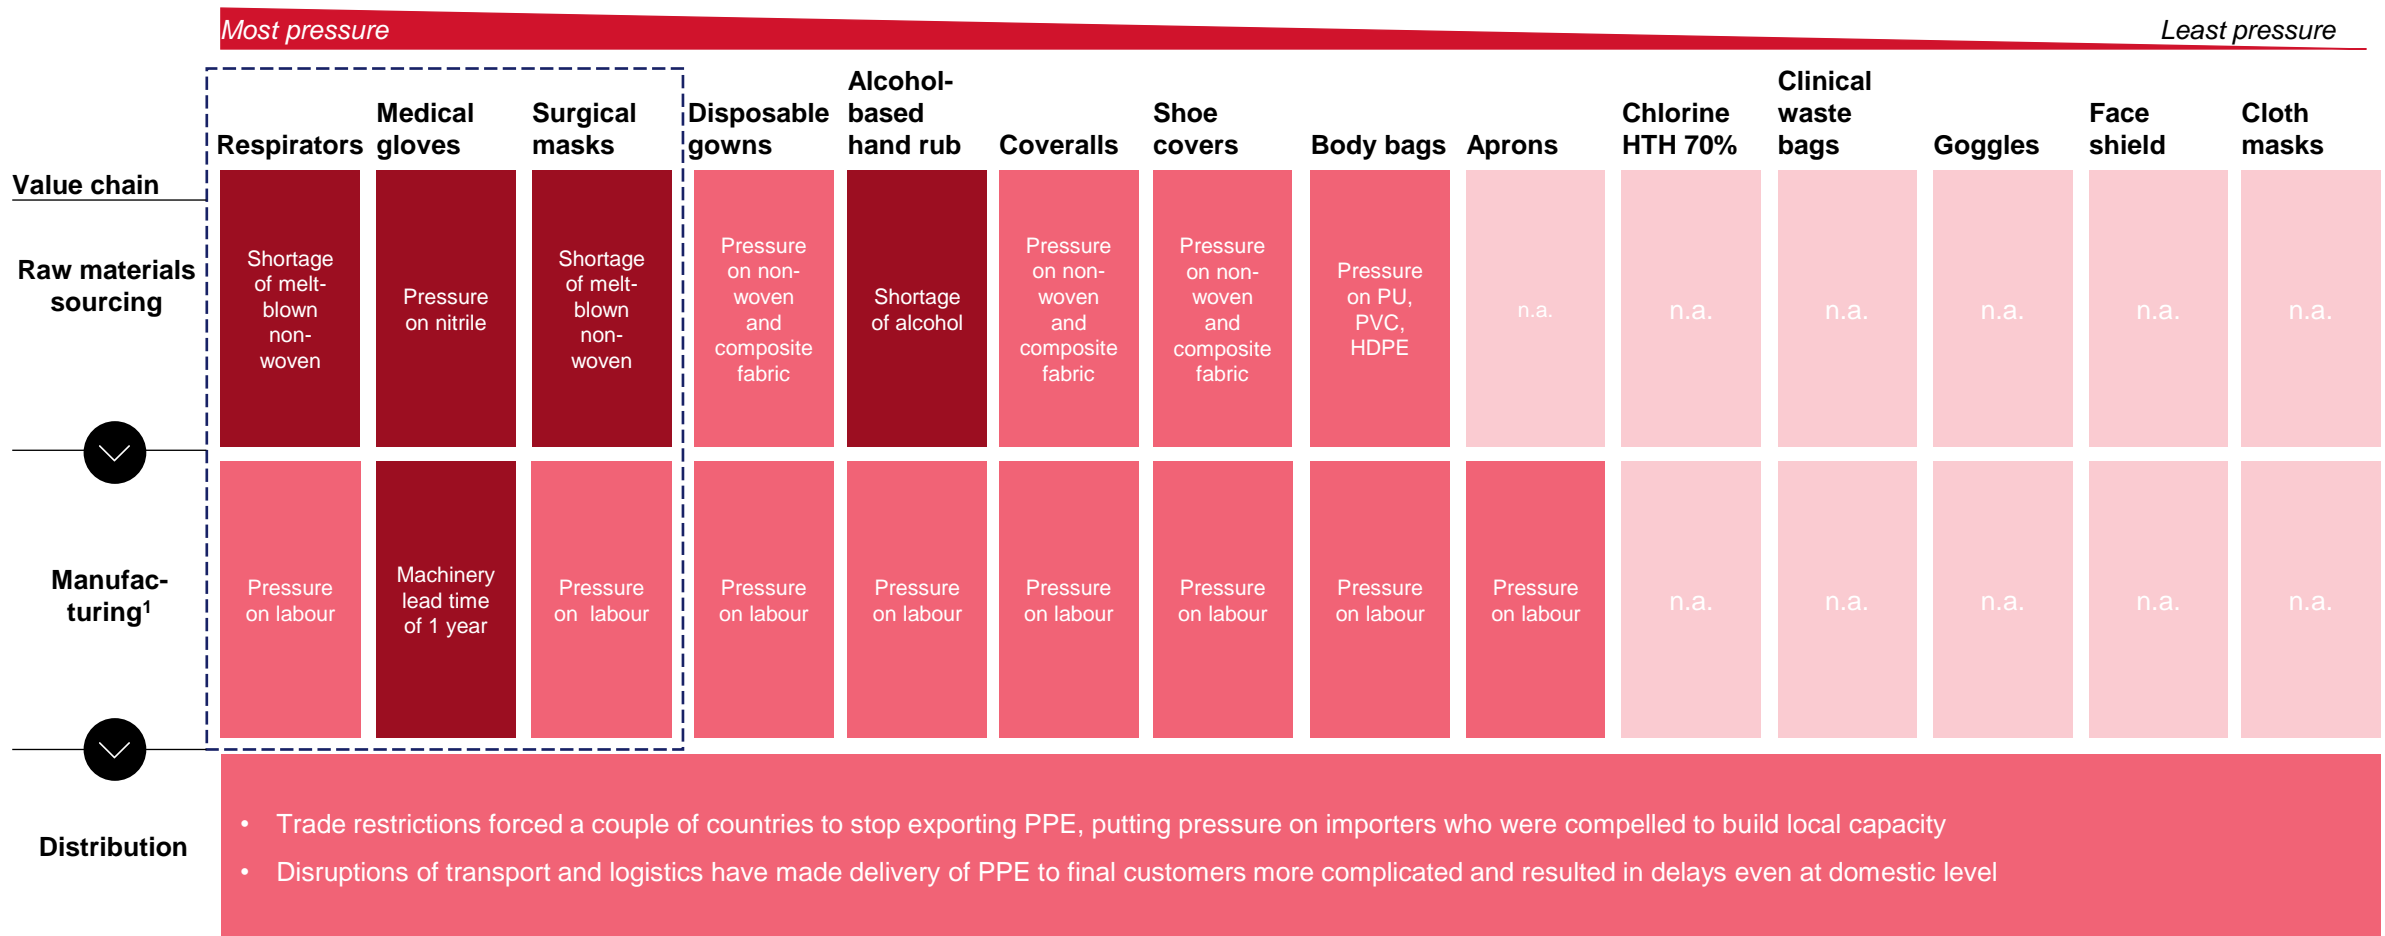 Most pressure
Least pressure
Respirators
Medical
gloves
Surgical
masks
Disposable
gowns
Alcohol-
based
hand rub
Coveralls
Shoe
covers
Body bags
Aprons
Chlorine
HTH 70%
Clinical
waste
bags
Goggles
Face
shield
Cloth
masks
Value chain
Raw materials
sourcing
Shortage
of melt-
blown
non-
woven
Pressure
on nitrile
Shortage
of melt-
blown
non-
woven
Pressure
on non-
woven
and
composite
fabric
Shortage
of alcohol
Pressure
on non-
woven
and
composite
fabric
Pressure
on non-
woven
and
composite
fabric
Pressure
on PU,
PVC,
HDPE
n.a.
n.a.
n.a.
n.a.
n.a.
n.a.
Manufac-
turing¹
Pressure
on labour
Machinery
lead time
of 1 year
Pressure
on labour
Pressure
on labour
Pressure
on labour
Pressure
on labour
Pressure
on labour
Pressure
on labour
Pressure
on labour
n.a.
n.a.
n.a.
n.a.
n.a.
Distribution
• Trade restrictions forced a couple of countries to stop exporting PPE, putting pressure on importers who were compelled to build local capacity
• Disruptions of transport and logistics have made delivery of PPE to final customers more complicated and resulted in delays even at domestic level